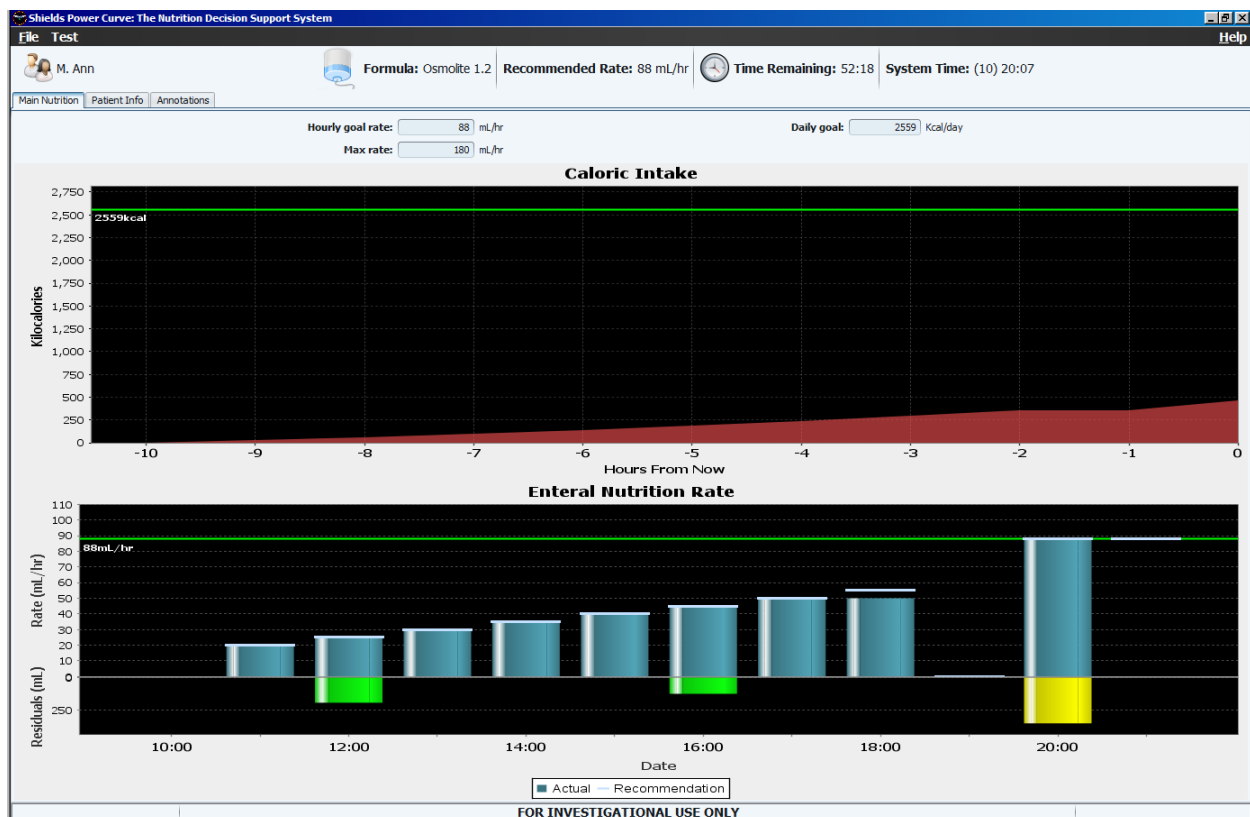 Shields Power Curve: The Nutrition Decision Support System
File Test Help
M. Ann Formula: Osmolite 1.2 Recommended Rate: 88 mL/hr Time Remaining: 52:18 System Time: (10) 20:07
Main Nutrition Patient Info Annotations
Hourly goal rate: 88 mL/hr Daily goal: 2559 Kcal/day
Max rate: 180 mL/hr
Caloric Intake
Kilocalories
2,750
2,500
2,250
2,000
1,750
1,500
1,250
1,000
750
500
250
0
2559kcal
-10 -9 -8 -7 -6 -5 -4 -3 -2 -1 0
Hours From Now
Enteral Nutrition Rate
Rate (mL/hr)
110
100
90
80
70
60
50
40
30
20
10
0
88mL/hr
Residuals (mL)
250
10:00 12:00 14:00 16:00 18:00 20:00
Date
Actual Recommendation
FOR INVESTIGATIONAL USE ONLY